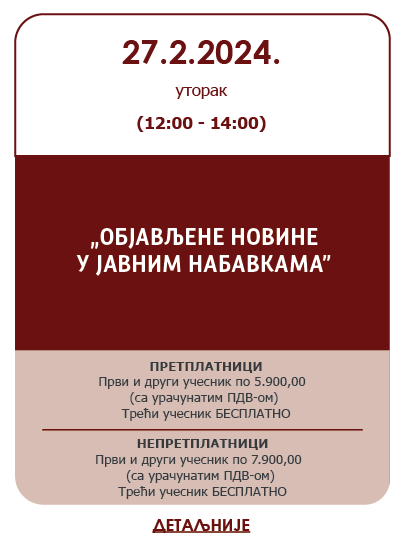 27.2.2024.
уторак
(12:00 - 14:00)
„ОБЈАВЉЕНЕ НОВИНЕ
У ЈАВНИМ НАБАВКАМА”
ПРЕТПЛАТНИЦИ
Први и други учесник по 5.900,00
(са урачунатим ПДВ-ом)
Трећи учесник БЕСПЛАТНО
НЕПРЕТПЛАТНИЦИ
Први и други учесник по 7.900,00
(са урачунатим ПДВ-ом)
Трећи учесник БЕСПЛАТНО
ДЕТАЉНИЈЕ